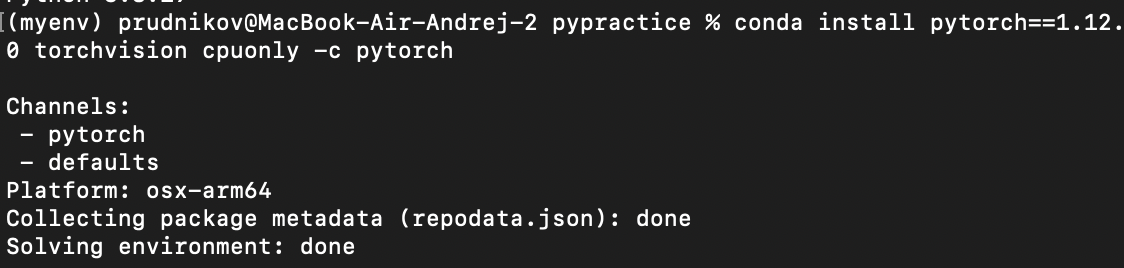 (myenv) prudnikov@MacBook-Air-Andrej-2 pypractice % conda install pytorch==1.12.
0 torchvision cpuonly -c pytorch
Channels:
- pytorch
- defaults
Platform: osx-arm64
Collecting package metadata (repodata.json): done
Solving environment: done